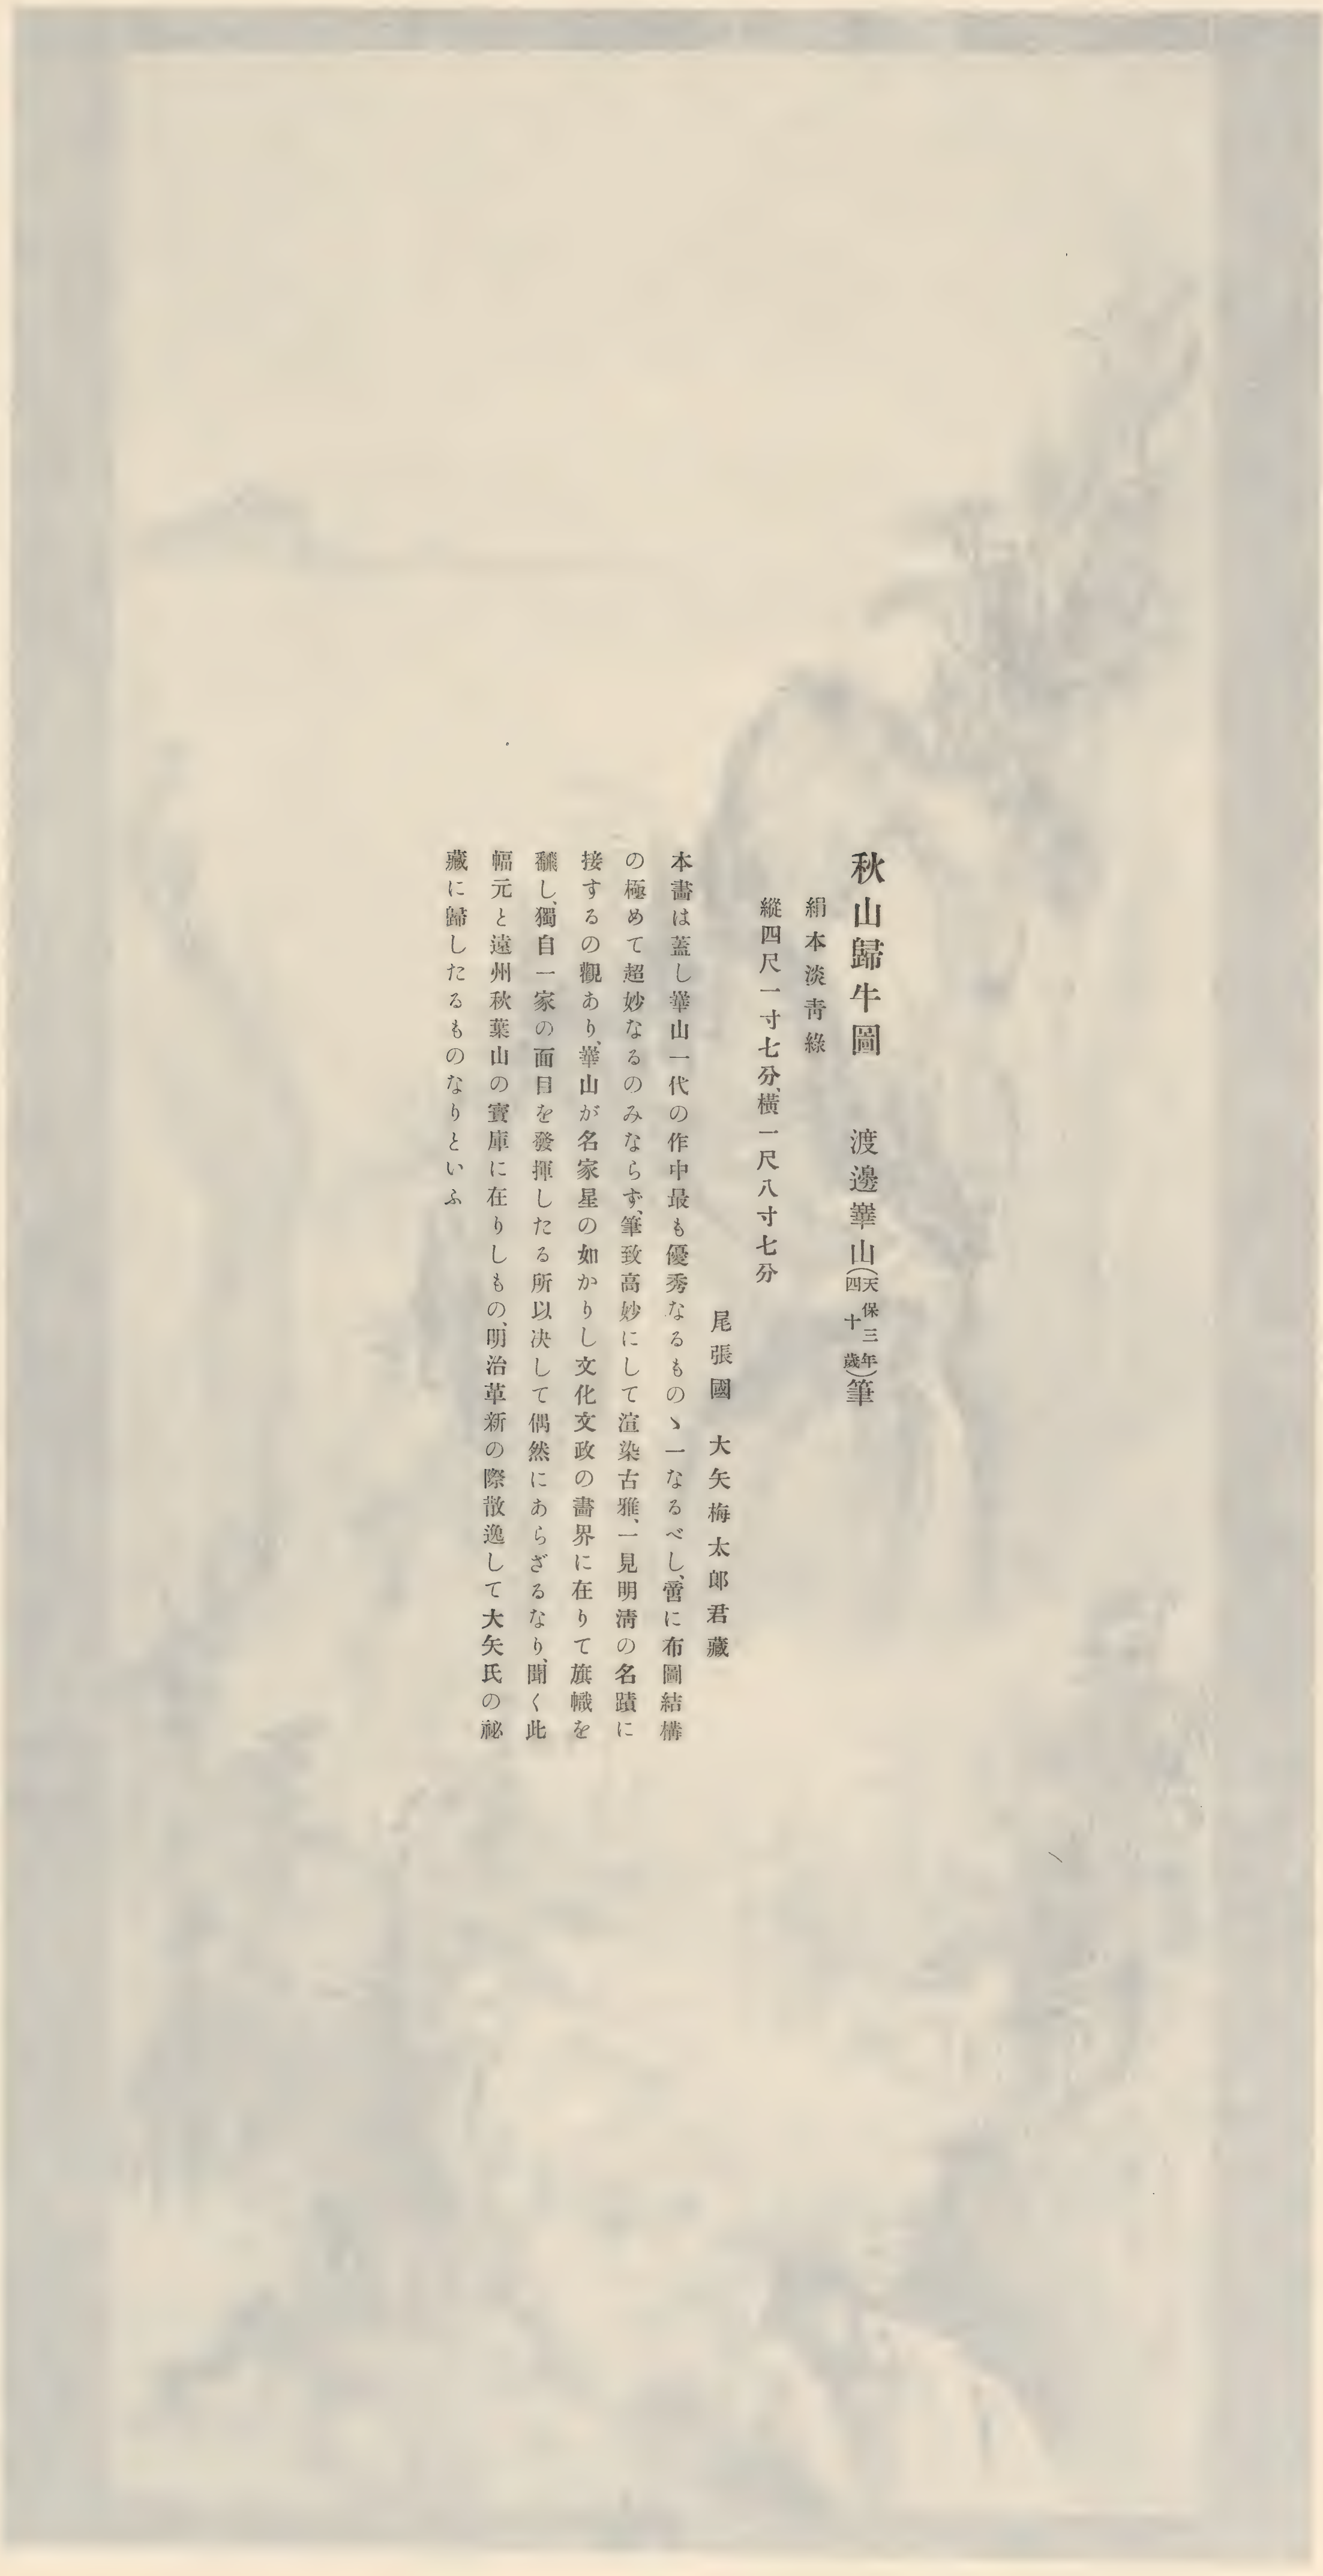 秋山歸牛圖　渡邊崋山(天保三年四十歲)筆
絹本淡靑綠
縱四尺一寸七分、橫一尺八寸七分
尾張國　大矢梅太郎君藏
本畵は蓋し崋山一代の作中最も優秀なるものゝ一なるべし、啻に布圖結構
の極めて超妙なるのみならず、筆致高妙にして渲染古雅、一見明淸の名蹟に
接するの觀あり、崋山が名家星の如かりし文化文政の畵界に在りて旗幟を
飜し、獨自一家の面目を發揮したる所以决して偶然にあらざるなり、聞く此
幅元と遠州秋葉山の寶庫に在りしもの、明治革新の際散逸して大矢氏の祕
藏に歸したるものなりといふ